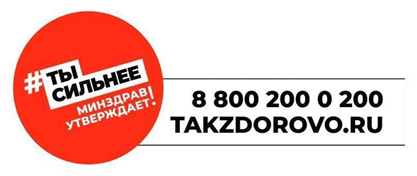 #ТЫ
СИЛЬНЕЕ
МИНЗДРАВ
УТВЕРЖДАЕТ!
8 800 200 0 200
TAKZDOROVO.RU